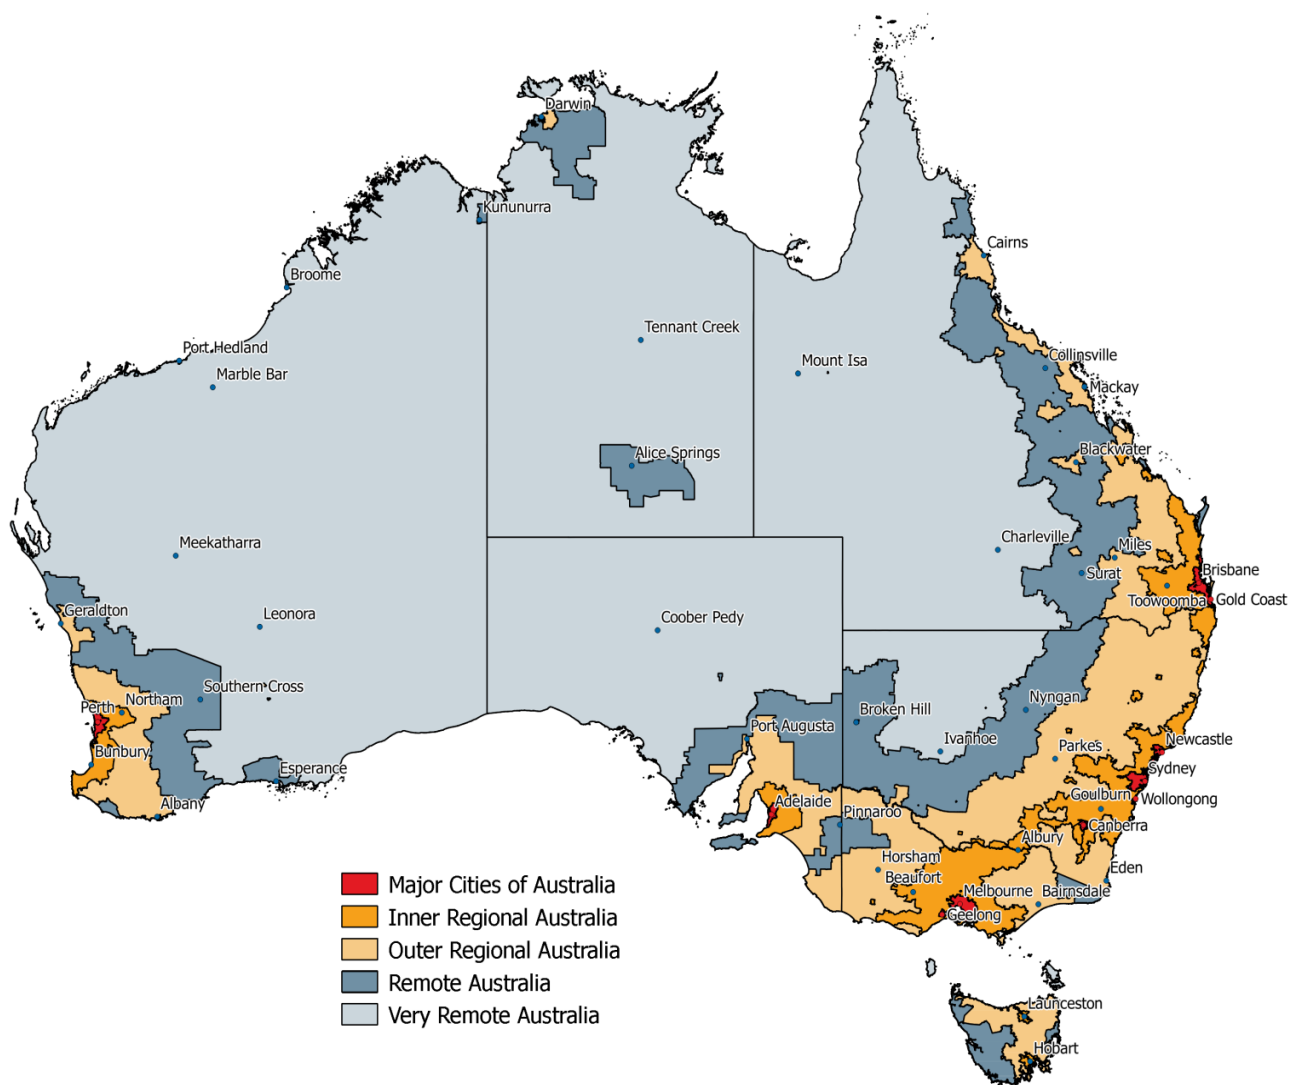 Darwin
Kununurra
Cairns
Broome
Tennant Creek
Port Hedland
Mount Isa
Collinsville
Marble Bar
Mackay
Alice Springs
Blackwater
Meekatharra
Charleville
Miles
Surat
Brisbane
Toowoomba
Gold Coast
Geraldton
Leonora
Coober Pedy
Southern Cross
Northam
Perth
Nyngan
Broken Hill
Port Augusta
Bunbury
Ivanhoe
Parkes
Newcastle
Sydney
Esperance
Albany
Adelaide
Pinnaroo
Goulburn
Wollongong
Canberra
Albury
Horsham
Eden
Beaufort
Melbourne
Bairnsdale
Geelong
Major Cities of Australia
Inner Regional Australia
Outer Regional Australia
Remote Australia
Very Remote Australia
Launceston
Hobart